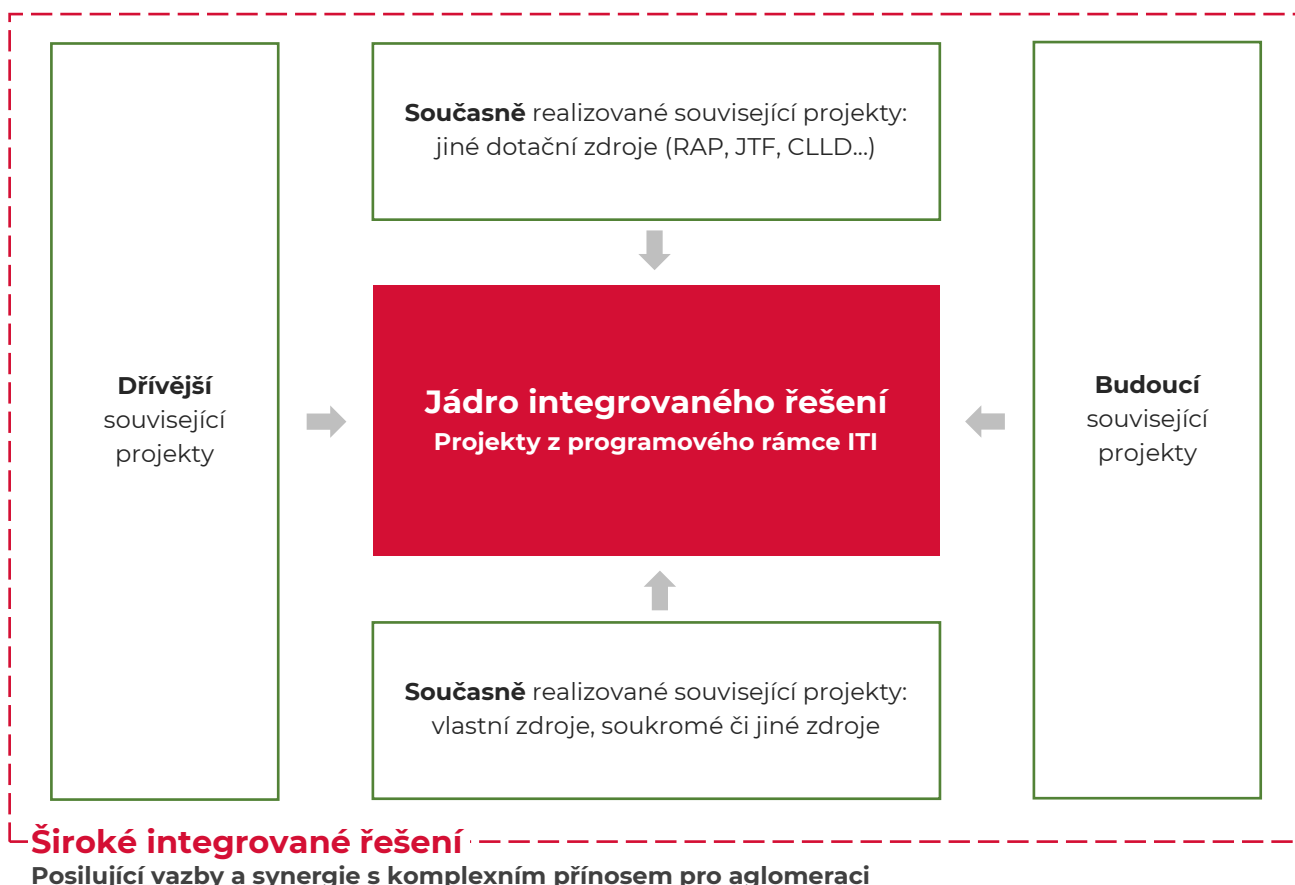 Současně realizované související projekty:
jiné dotační zdroje (RAP, JTF, CLLD...)
Dřívější
související
projekty
Jádro integrovaného řešení
Projekty z programového rámce ITI
Budoucí
související
projekty
Současně realizované související projekty:
vlastní zdroje, soukromé či jiné zdroje
Široké integrované řešení
Posilující vazby a synergie s komplexním přínosem pro aglomeraci